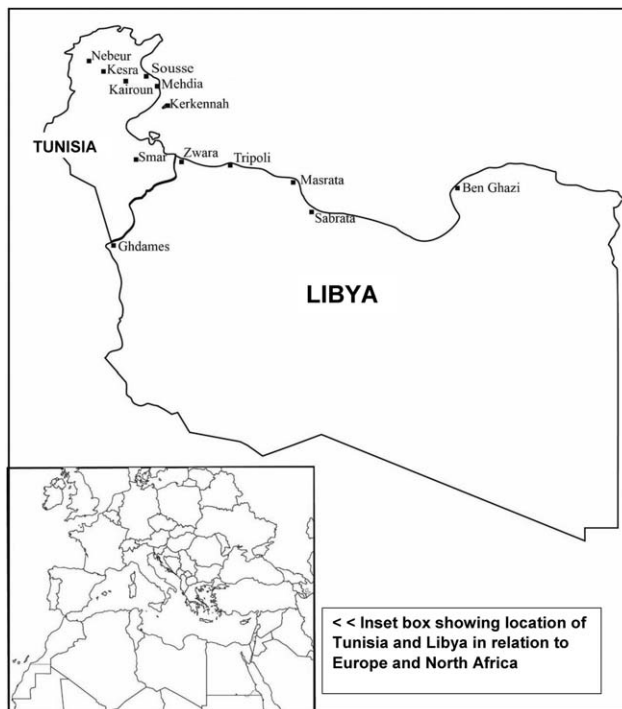 Nebeur
Kesra
Sousse
Kairoun
Mehdia
Kerkennah
TUNISIA
Smar
Zwara
Tripoli
Masrata
Ben Ghazi
Sabrata
Ghdames
LIBYA
< < Inset box showing location of
Tunisia and Libya in relation to
Europe and North Africa